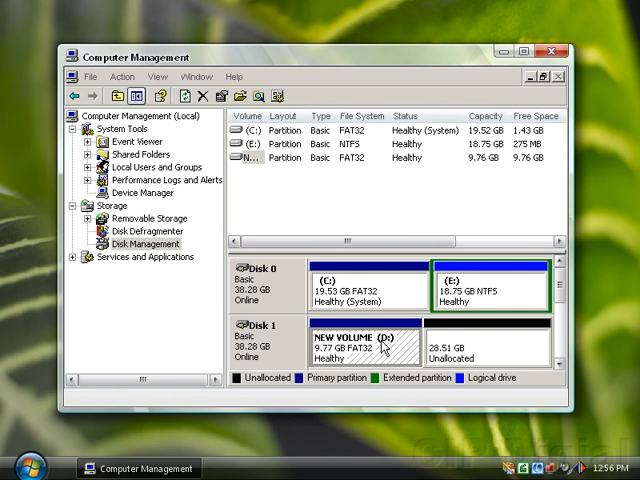 Computer Management
File Action View Window Help
Computer Management (Local)
System Tools
Event Viewer
Shared Folders
Local Users and Groups
Performance Logs and Alerts
Device Manager
Storage
Removable Storage
Disk Defragmenter
Disk Management
Services and Applications
Volume Layout Type File System Status Capacity Free Space
(C:) Partition Basic FAT32 Healthy (System) 19.52 GB 1.43 GB
(E:) Partition Basic NTFS Healthy 18.75 GB 275 MB
N... Partition Basic FAT32 Healthy 9.76 GB 9.76 GB
Disk 0
Basic
38.28 GB
Online
(C:)
19.53 GB FAT32
Healthy (System)
(E:)
18.75 GB NTFS
Healthy
Disk 1
Basic
38.28 GB
Online
NEW VOLUME (D:)
9.77 GB FAT32
Healthy
28.51 GB
Unallocated
Unallocated Primary partition Extended partition Logical drive
Computer Management
12:56 PM